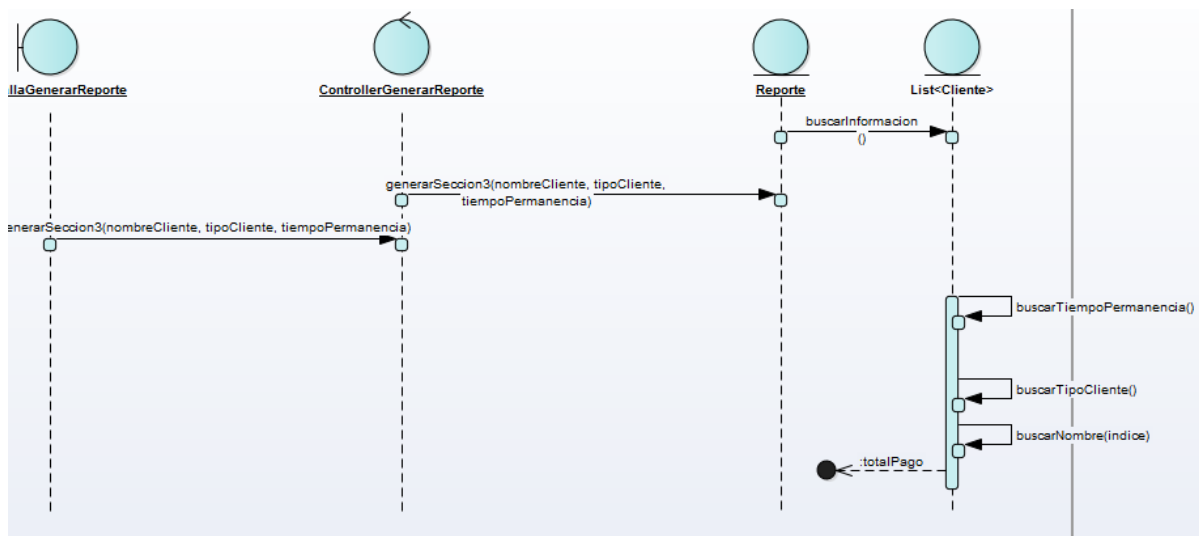 llaGenerarReporte
ControllerGenerarReporte
Reporte
List<Cliente>
buscarInformacion
()
generarSeccion3(nombreCliente, tipoCliente,
tiempoPermanencia)
enerarSeccion3(nombreCliente, tipoCliente, tiempoPermanencia)
buscarTiempoPermanencia()
buscarTipoCliente()
buscarNombre(indice)
:totalPago